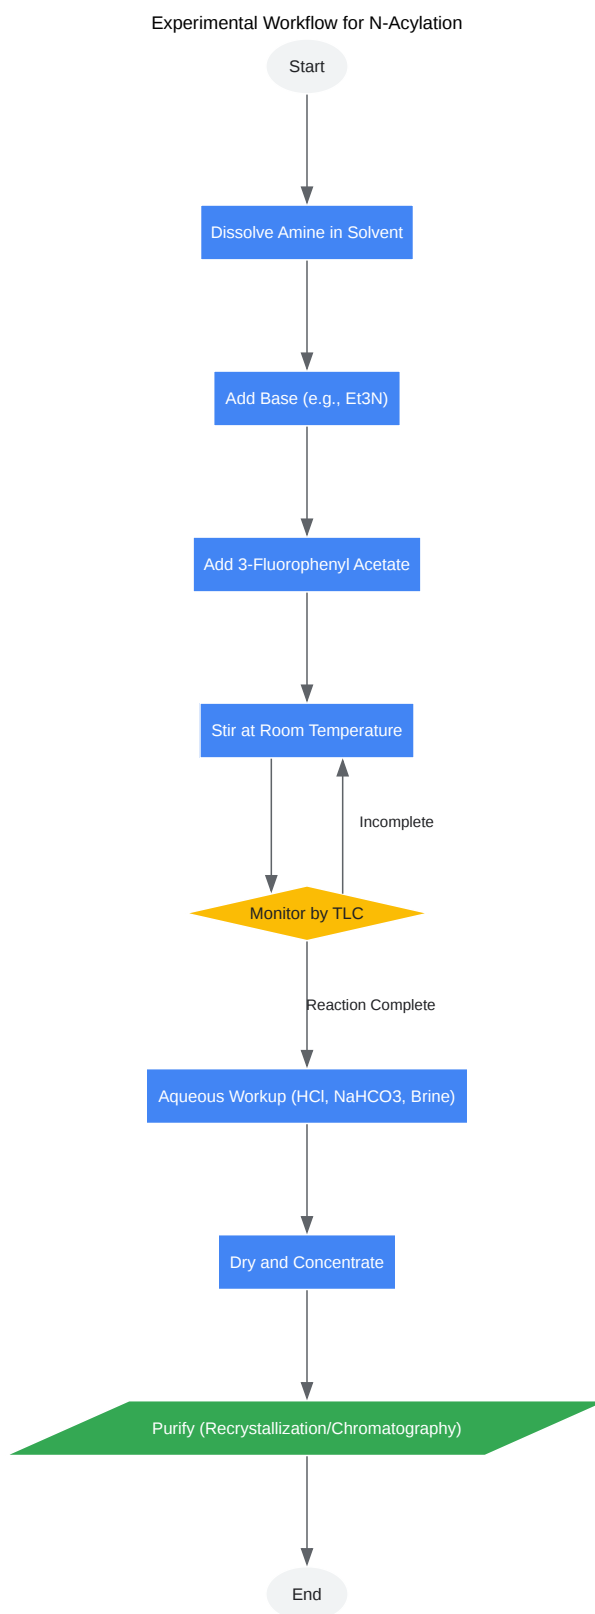 Experimental Workflow for N-Acylation
Start
Dissolve Amine in Solvent
Add Base (e.g., Et3N)
Add 3-Fluorophenyl Acetate
Stir at Room Temperature
Incomplete
Monitor by TLC
Reaction Complete
Aqueous Workup (HCl, NaHCO3, Brine)
Dry and Concentrate
Purify (Recrystallization/Chromatography)
End